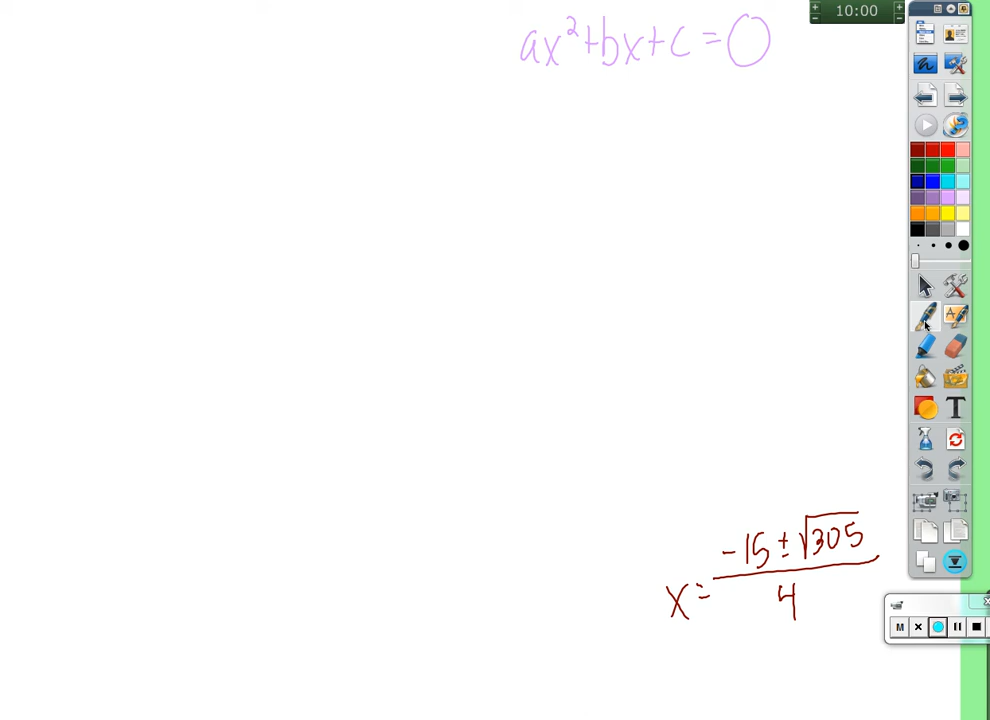 10:00
ax²+bx+c=0
x= (-15±√305)/4
A
T
M